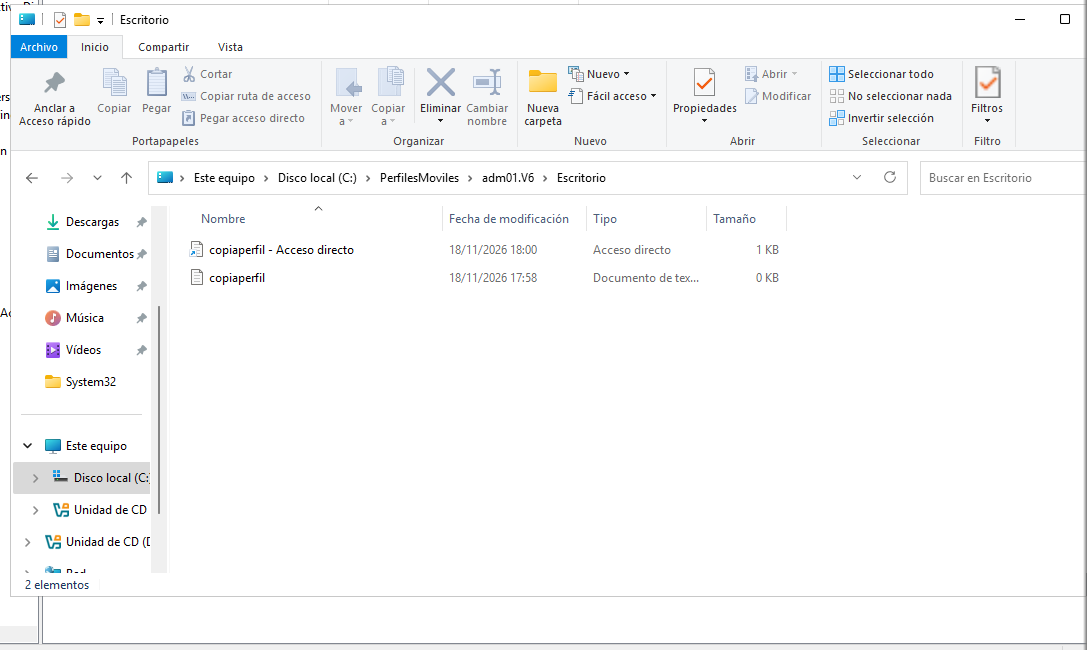 Escritorio
Archivo Inicio Compartir Vista
Anclar a Acceso rápido
Copiar
Pegar
Cortar
Copiar ruta de acceso
Pegar acceso directo
Portapapeles
Mover a
Copiar a
Eliminar
Cambiar nombre
Organizar
Nueva carpeta
Nuevo
Fácil acceso
Nuevo
Propiedades
Abrir
Modificar
Abrir
Seleccionar todo
No seleccionar nada
Invertir selección
Seleccionar
Filtros
Filtro
Este equipo > Disco local (C:) > PerfilesMoviles > adm01.V6 > Escritorio
Buscar en Escritorio
Nombre Fecha de modificación Tipo Tamaño
copiaperfil - Acceso directo 18/11/2026 18:00 Acceso directo 1 KB
copiaperfil 18/11/2026 17:58 Documento de tex... 0 KB
Descargas
Documentos
Imágenes
Música
Vídeos
System32
Este equipo
Disco local (C:
Unidad de CD
Unidad de CD (D
Red
2 elementos